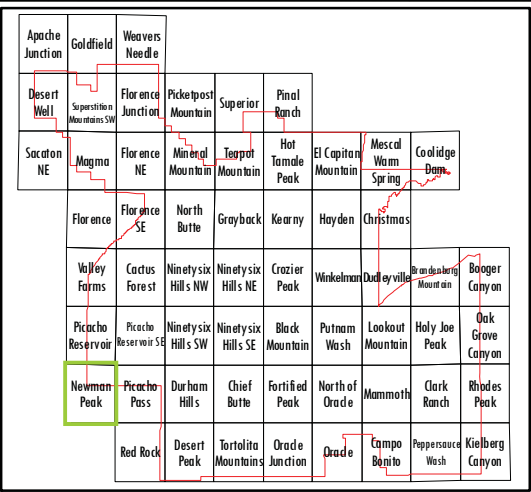 Apache
Junction
Goldfield
Weavers
Needle
Desert
Well
Superstition
Mountains SW
Florence
Junction
Picketpost
Mountain
Superior
Pinal
Ranch
Sacaton
NE
Magma
Florence
NE
Mineral
Mountain
Teapot
Mountain
Hot
Tamale
Peak
El Capitan
Mountain
Mescal
Warm
Spring
Coolidge
Dam
Florence
Florence
SE
North
Butte
Grayback
Kearny
Hayden
Christmas
Valley
Farms
Cactus
Forest
Ninetysix
Hills NW
Ninetysix
Hills NE
Crozier
Peak
Winkelman
Dudleyville
Brandenburg
Mountain
Booger
Canyon
Picacho
Reservoir
Picacho
Reservoir SE
Ninetysix
Hills SW
Ninetysix
Hills SE
Black
Mountain
Putnam
Wash
Lookout
Mountain
Holy Joe
Peak
Oak
Grove
Canyon
Newman
Peak
Picacho
Pass
Durham
Hills
Chief
Butte
Fortified
Peak
North of
Oracle
Mammoth
Clark
Ranch
Rhodes
Peak
Red Rock
Desert
Peak
Tortolita
Mountains
Oracle
Junction
Oracle
Campo
Bonito
Peppersauce
Wash
Kielberg
Canyon